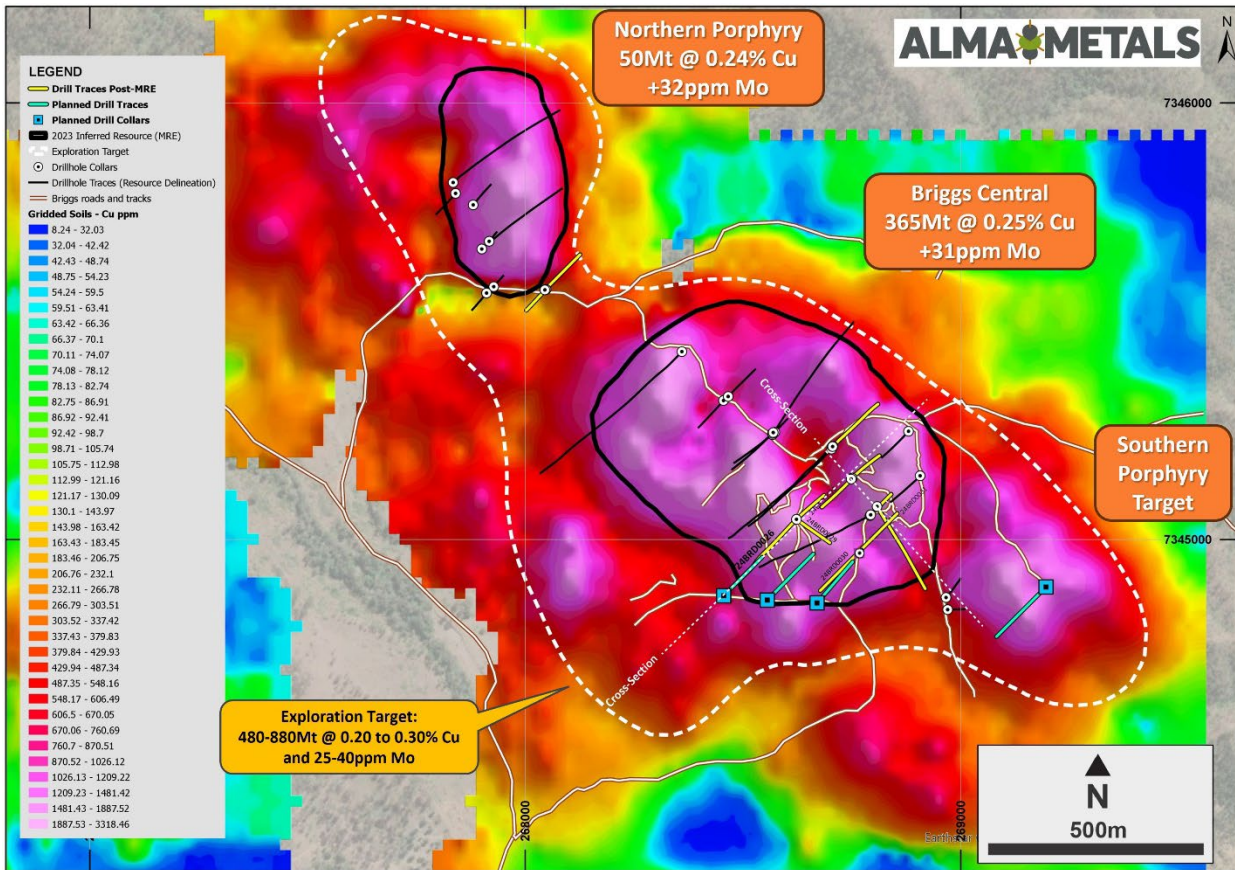 Northern Porphyry
50Mt @ 0.24% Cu
+32ppm Mo
ALMA METALS
N
7346000
LEGEND
Drill Traces Post-MRE
Planned Drill Traces
Planned Drill Collars
2023 Inferred Resource (MRE)
Exploration Target
Drillhole Collars
Drillhole Traces (Resource Delineation)
Briggs roads and tracks
Gridded Soils - Cu ppm
8.24 - 32.03
32.04 - 42.42
42.43 - 48.74
48.75 - 54.23
54.24 - 59.5
59.51 - 63.41
63.42 - 66.36
66.37 - 70.1
70.11 - 74.07
74.08 - 78.12
78.13 - 82.74
82.75 - 86.91
86.92 - 92.41
92.42 - 98.7
98.71 - 105.74
105.75 - 112.98
112.99 - 121.16
121.17 - 130.09
130.1 - 143.97
143.98 - 163.42
163.43 - 183.45
183.46 - 206.75
206.76 - 232.1
232.11 - 266.78
266.79 - 303.51
303.52 - 337.42
337.43 - 379.83
379.84 - 429.93
429.94 - 487.34
487.35 - 548.16
548.17 - 606.49
606.5 - 670.05
670.06 - 760.69
760.7 - 870.51
870.52 - 1026.12
1026.13 - 1209.22
1209.23 - 1481.42
1481.43 - 1887.52
1887.53 - 3318.46
Briggs Central
365Mt @ 0.25% Cu
+31ppm Mo
Cross-Section
Southern
Porphyry
Target
7345000
24BRD0026
24BRD0030
Cross-Section
Exploration Target:
480-880Mt @ 0.20 to 0.30% Cu
and 25-40ppm Mo
268000
269000
N
500m